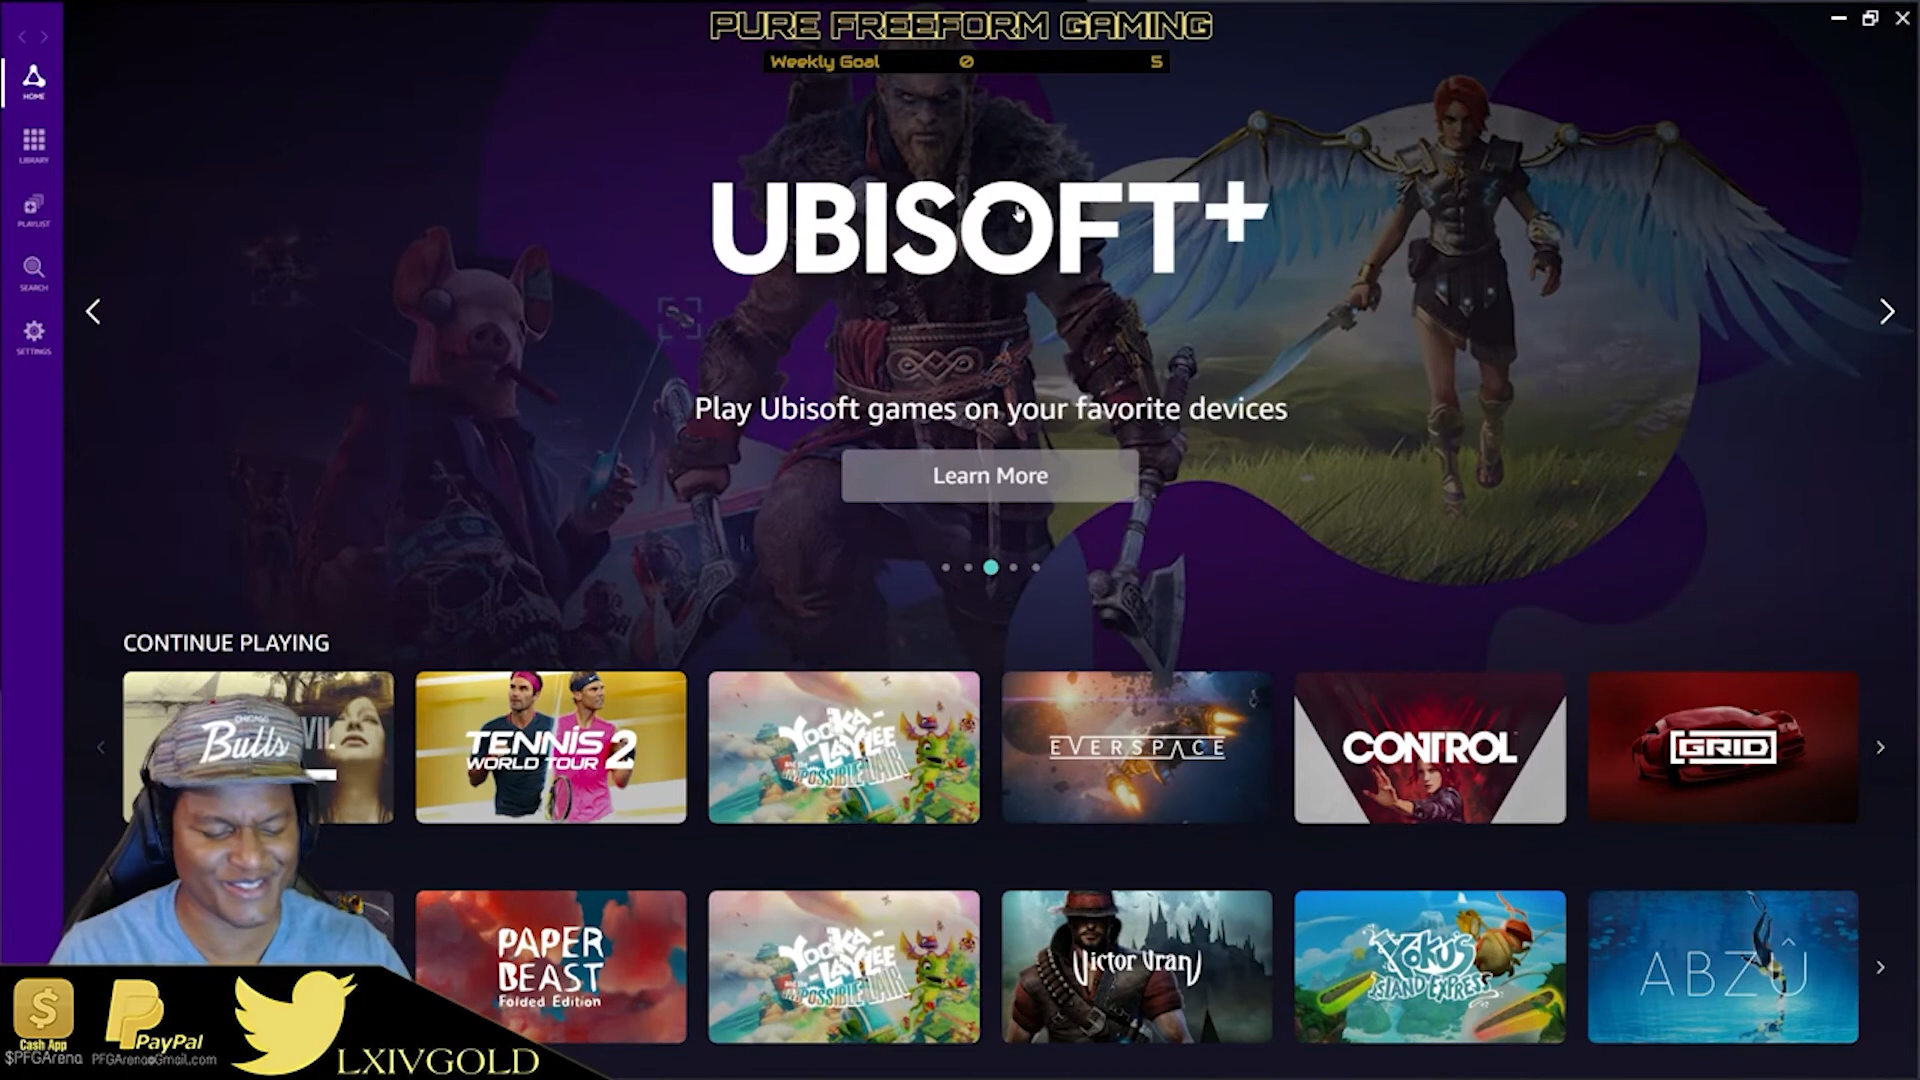 PURE FREEFORM GAMING
Weekly Goal 0 5
HOME
LIBRARY
PLAYLIST
SEARCH
SETTINGS
UBISOFT+
Play Ubisoft games on your favorite devices
Learn More
CONTINUE PLAYING
CHICAGO
Bulls
VII
TENNIS
WORLD TOUR 2
YOOKA-
LAYLEE
and the
IMPOSSIBLE LAIR
EVERSPACE
CONTROL
GRID
PAPER
BEAST
Folded Edition
YOOKA-
LAYLEE
and the
IMPOSSIBLE LAIR
Victor Vran
YOKU'S
ISLAND EXPRESS
ABZÛ
Cash App
$PFGArena
PayPal
PFGArena@Gmail.com
LXIVGOLD